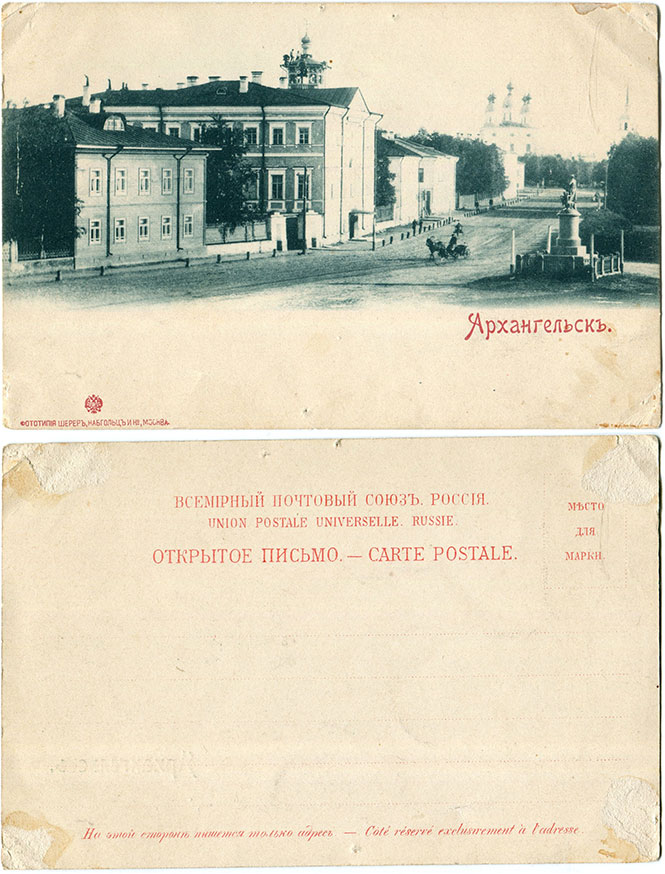 Архангельскъ.
ФОТОТИПІЯ ШЕРЕРЪ, НАБГОЛЬЦЪ И Ко, МОСКВА.
ВСЕМІРНЫЙ ПОЧТОВЫЙ СОЮЗЪ. РОССІЯ.
UNION POSTALE UNIVERSELLE. RUSSIE.
ОТКРЫТОЕ ПИСЬМО. — CARTE POSTALE.
МѢСТО
ДЛЯ
МАРКИ.
На этой сторонѣ пишется только адресъ — Côté réservé exclusivement à l'adresse